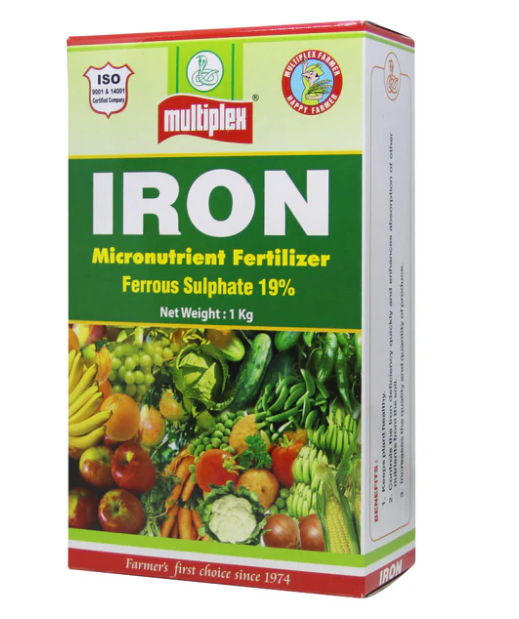 ISO
9001 & 14001
Certified Company
multiplex®
MULTIPLEX FARMER
HAPPY FARMER
IRON
Micronutrient Fertilizer
Ferrous Sulphate 19%
Net Weight : 1 Kg
Farmer's first choice since 1974
BENEFITS:
1. Keeps plant healthy.
2. Controls the iron deficiency quickly and enhances absorption of other
nutrients from the soil.
3. Increases the quality and quantity of produce.
IRON